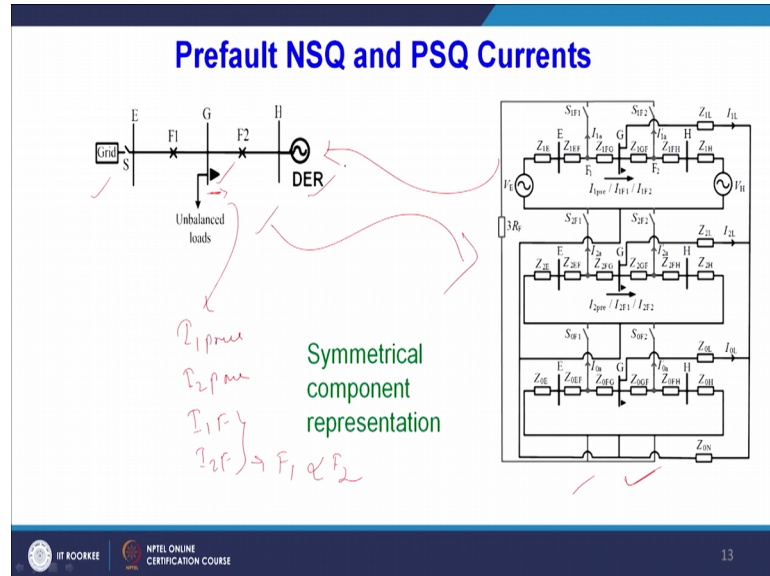 Prefault NSQ and PSQ Currents
E
F1
G
F2
H
Grid
S
DER
Unbalanced
loads
I1pre
I2pre
I1F
I2F } → F1 & F2
Symmetrical
component
representation
S1F1 S1F2 Z1L I1L
Z1E E Z1EF I1a Z1FG G Z1GF I1a Z1FH H Z1H
F1 F2
VE I1pre / I1F1 / I1F2 VH
3RF S2F1 S2F2 Z2L I2L
Z2E E Z2EF I2a Z2FG G Z2GF I2a Z2FH H Z2H
I2pre / I2F1 / I2F2
S0F1 S0F2 Z0L I0L
Z0E E Z0EF I0a Z0FG G Z0GF I0a Z0FH H Z0H
Z0N
IIT ROORKEE
NPTEL ONLINE
CERTIFICATION COURSE
NPTEL
13